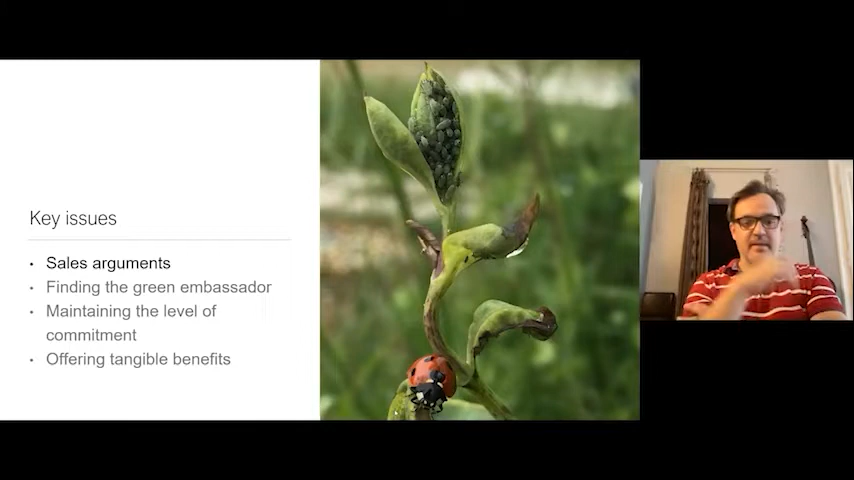 Key issues
• Sales arguments
• Finding the green embassador
• Maintaining the level of
commitment
• Offering tangible benefits